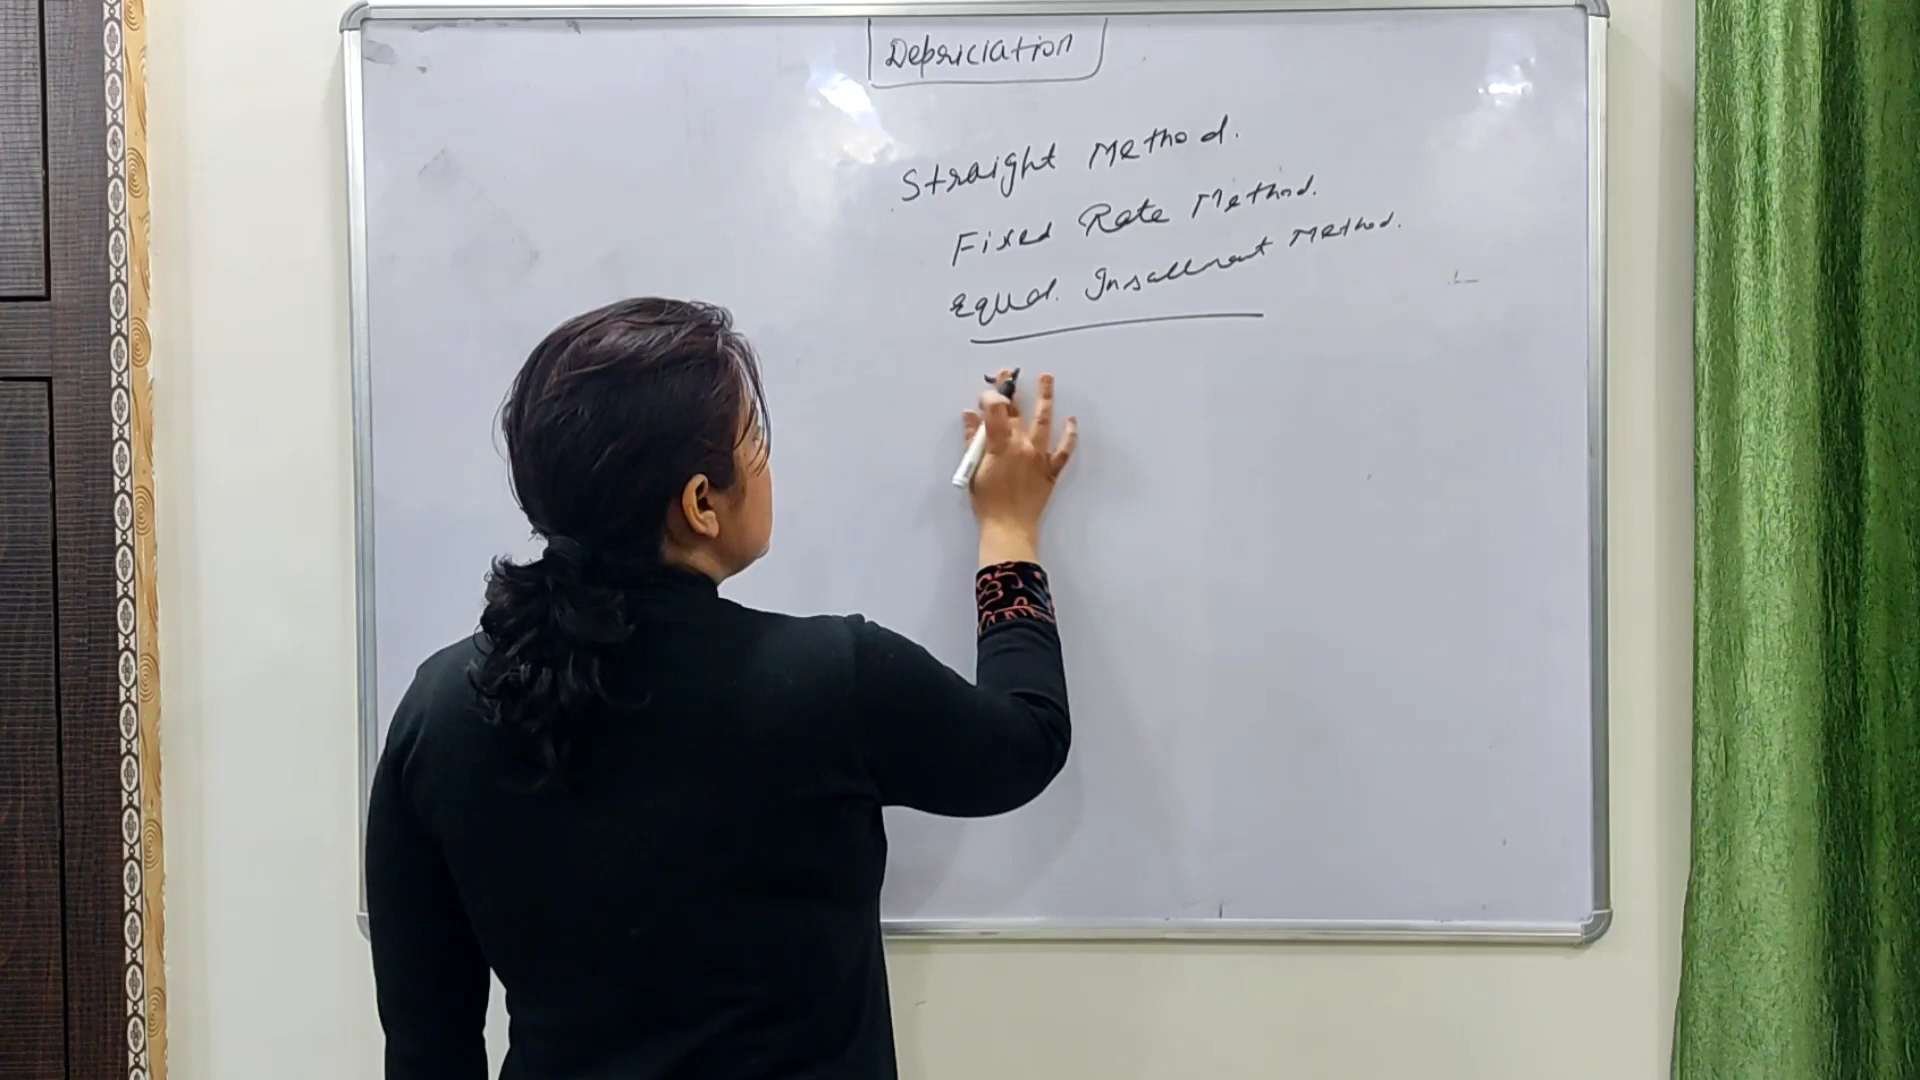 Depriciation
Straight Method.
Fixed Rate Method.
Equal. Insallment Method.